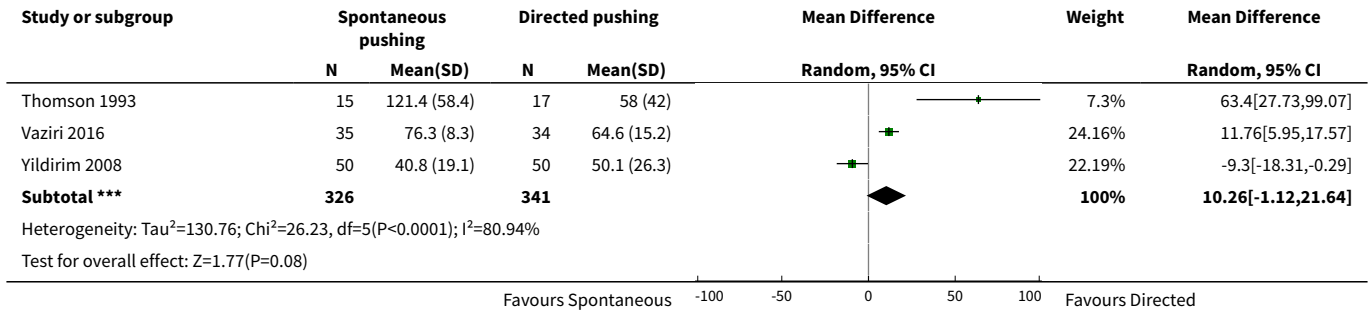 Study or subgroup Spontaneous pushing Directed pushing Mean Difference Weight Mean Difference
N Mean(SD) N Mean(SD) Random, 95% CI Random, 95% CI
Thomson 1993 15 121.4 (58.4) 17 58 (42) 7.3% 63.4[27.73,99.07]
Vaziri 2016 35 76.3 (8.3) 34 64.6 (15.2) 24.16% 11.76[5.95,17.57]
Yildirim 2008 50 40.8 (19.1) 50 50.1 (26.3) 22.19% -9.3[-18.31,-0.29]
Subtotal *** 326 341 100% 10.26[-1.12,21.64]
Heterogeneity: Tau²=130.76; Chi²=26.23, df=5(P<0.0001); I²=80.94%
Test for overall effect: Z=1.77(P=0.08)
Favours Spontaneous -100 -50 0 50 100 Favours Directed